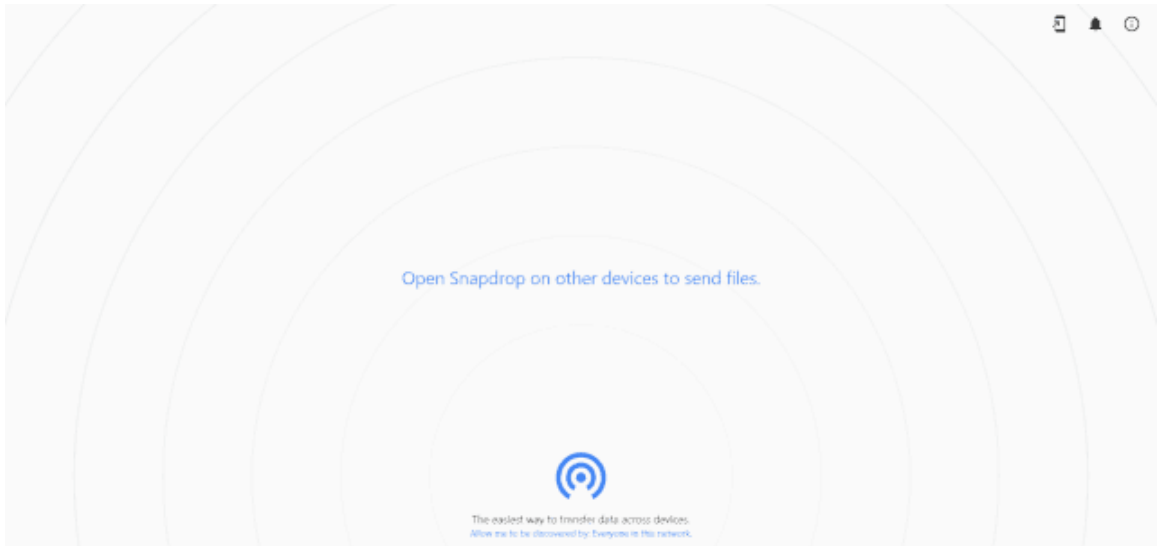 Open Snapdrop on other devices to send files.
The easiest way to transfer data across devices.
Allow me to be discovered by: Everyone in this network.